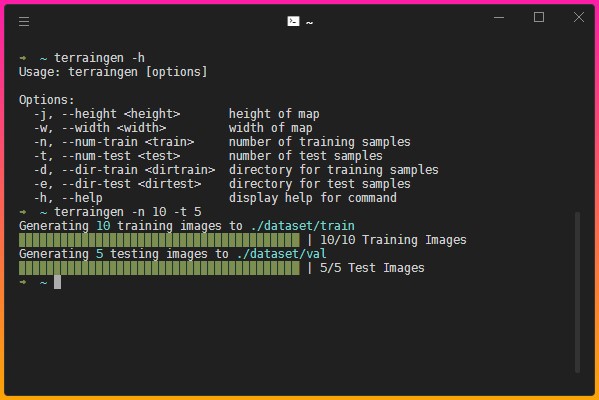 ~
➜ ~ terraingen -h
Usage: terraingen [options]
Options:
-j, --height <height> height of map
-w, --width <width> width of map
-n, --num-train <train> number of training samples
-t, --num-test <test> number of test samples
-d, --dir-train <dirtrain> directory for training samples
-e, --dir-test <dirtest> directory for test samples
-h, --help display help for command
➜ ~ terraingen -n 10 -t 5
Generating 10 training images to ./dataset/train
| 10/10 Training Images
Generating 5 testing images to ./dataset/val
| 5/5 Test Images
➜ ~